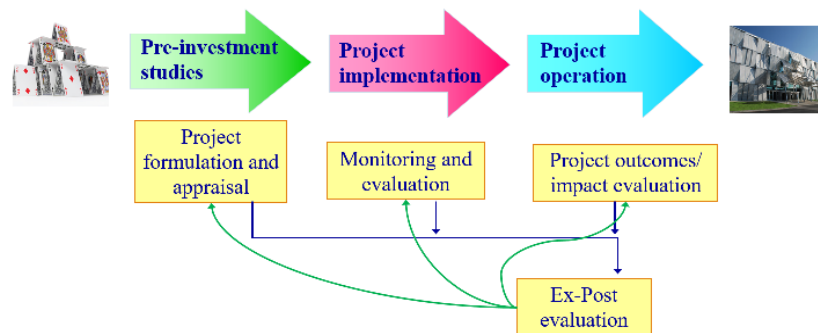 Pre-investment
studies
Project
implementation
Project
operation
Project
formulation and
appraisal
Monitoring and
evaluation
Project outcomes/
impact evaluation
Ex-Post
evaluation